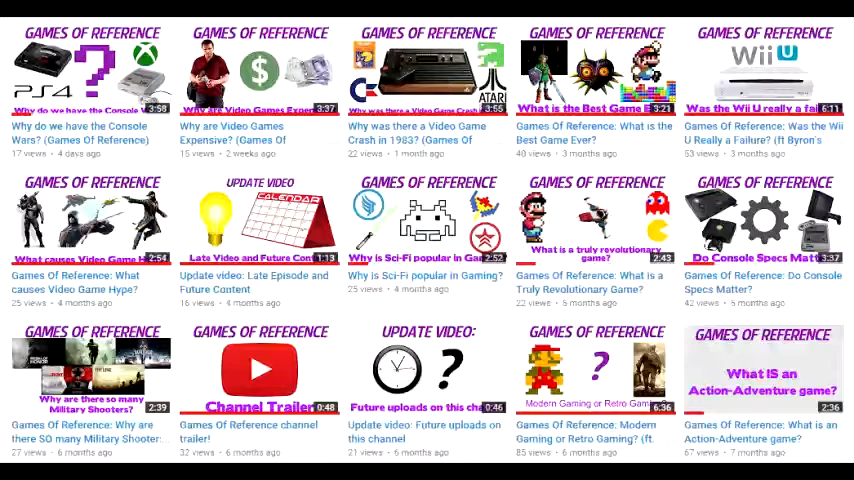 GAMES OF REFERENCE GAMES OF REFERENCE GAMES OF REFERENCE GAMES OF REFERENCE GAMES OF REFERENCE
PS4 $ C ATARI Wii U
Why do we have the Console 3:58 Why are Video Games Expen 3:37 Why was there a Video Game Crash 3:55 What is the Best Game E 3:21 Was the Wii U really a fai 6:11
Why do we have the Console Why are Video Games Why was there a Video Game Games Of Reference: What is the Games Of Reference: Was the Wii
Wars? (Games Of Reference) Expensive? (Games Of Crash in 1983? (Games Of Best Game Ever? U Really a Failure? (ft Byron's
17 views • 4 days ago 15 views • 2 weeks ago 22 views • 1 month ago 40 views • 3 months ago 53 views • 3 months ago
GAMES OF REFERENCE UPDATE VIDEO GAMES OF REFERENCE GAMES OF REFERENCE GAMES OF REFERENCE
CALENDAR
What causes Video Game H 2:54 Late Video and Future Cont 1:13 Why is Sci-Fi popular in Gam 2:52 What is a truly revolutionary game? 2:43 Do Console Specs Matter? 3:37
Games Of Reference: What Update video: Late Episode and Why is Sci-Fi popular in Gaming? Games Of Reference: What is a Games Of Reference: Do Console
causes Video Game Hype? Future Content 25 views • 4 months ago Truly Revolutionary Game? Specs Matter?
25 views • 4 months ago 16 views • 4 months ago 22 views • 5 months ago 42 views • 5 months ago
GAMES OF REFERENCE GAMES OF REFERENCE UPDATE VIDEO: GAMES OF REFERENCE GAMES OF REFERENCE
? ? What IS an
Action-Adventure game?
Why are there so many
Military Shooters? 2:39 Channel Trailer 0:48 Future uploads on this cha 0:46 Modern Gaming or Retro Gaming 6:36 2:36
Games Of Reference: Why are Games Of Reference channel Update video: Future uploads on Games Of Reference: Modern Games Of Reference: What is an
there SO many Military Shooter... trailer! this channel Gaming or Retro Gaming? (ft. Action-Adventure game?
27 views • 6 months ago 32 views • 6 months ago 21 views • 6 months ago 85 views • 6 months ago 67 views • 7 months ago